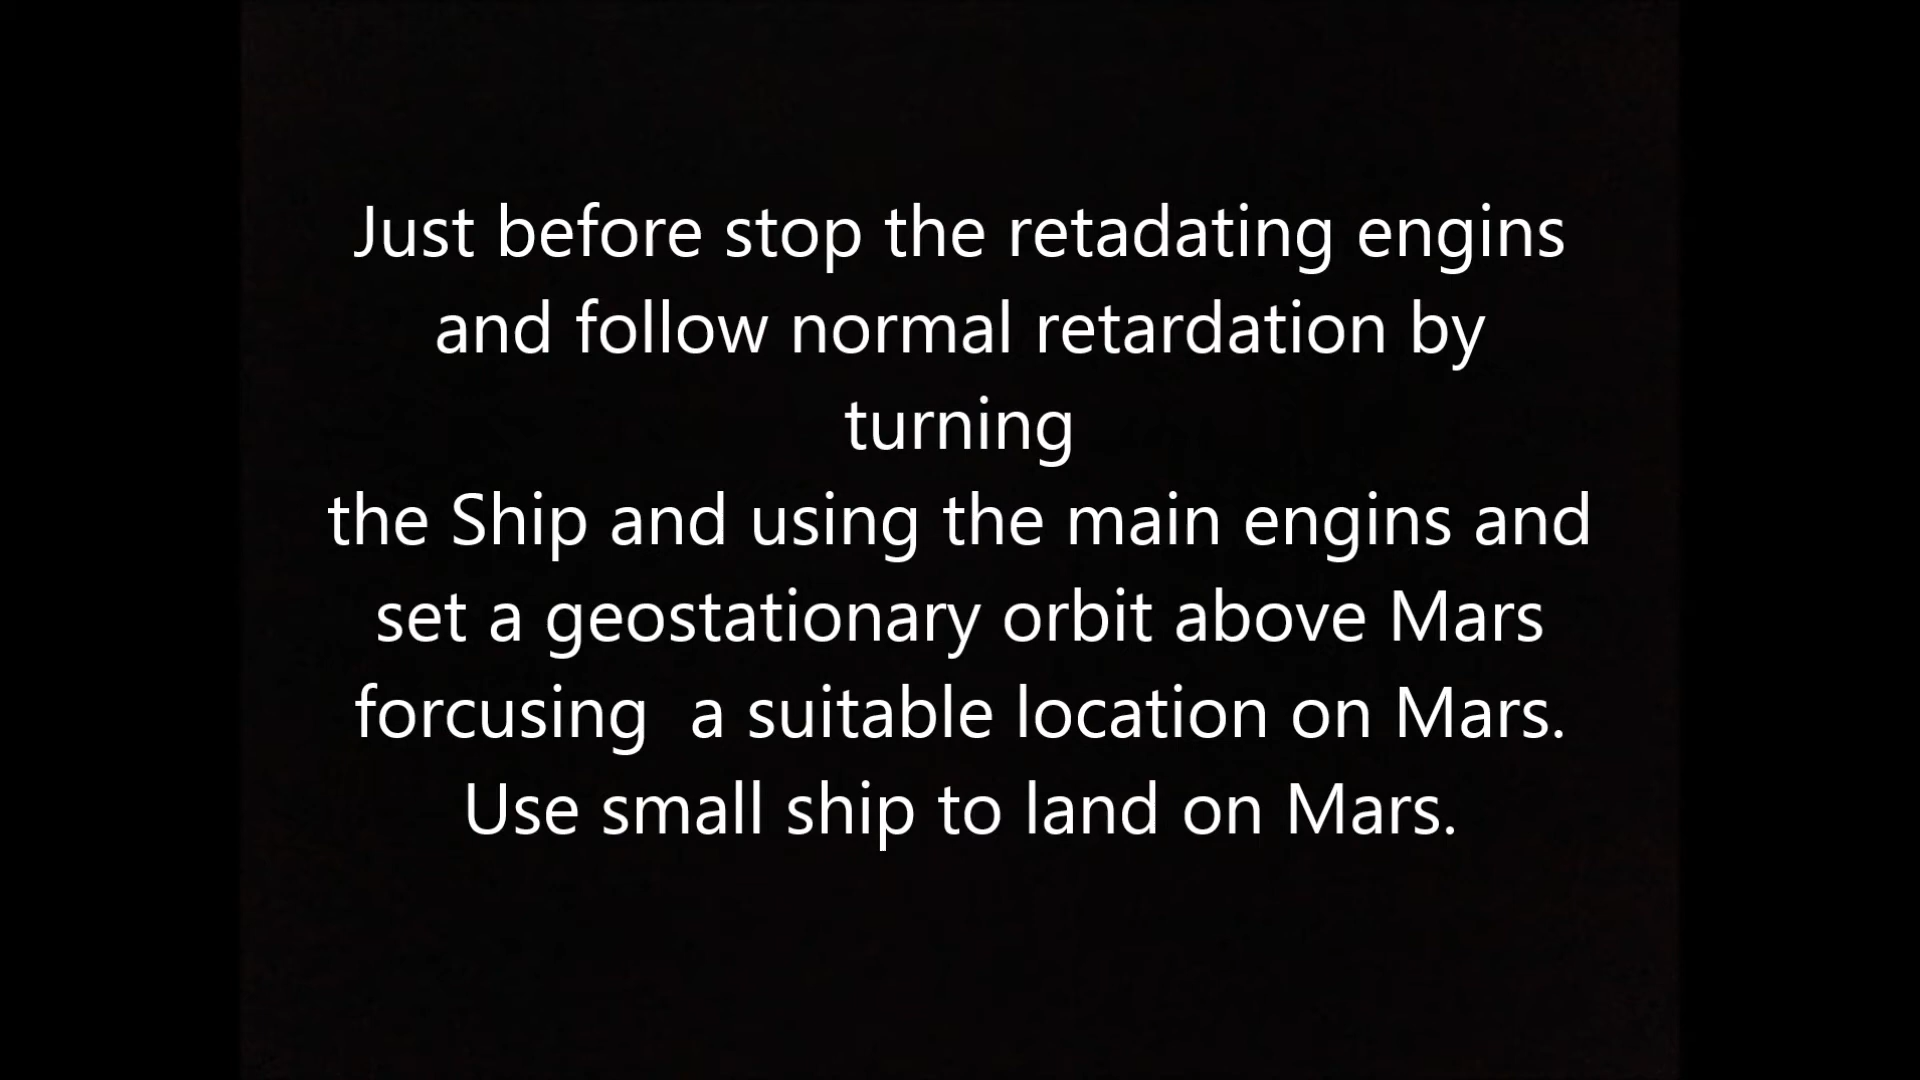 Just before stop the retadating engins
and follow normal retardation by
turning
the Ship and using the main engins and
set a geostationary orbit above Mars
forcusing  a suitable location on Mars.
Use small ship to land on Mars.